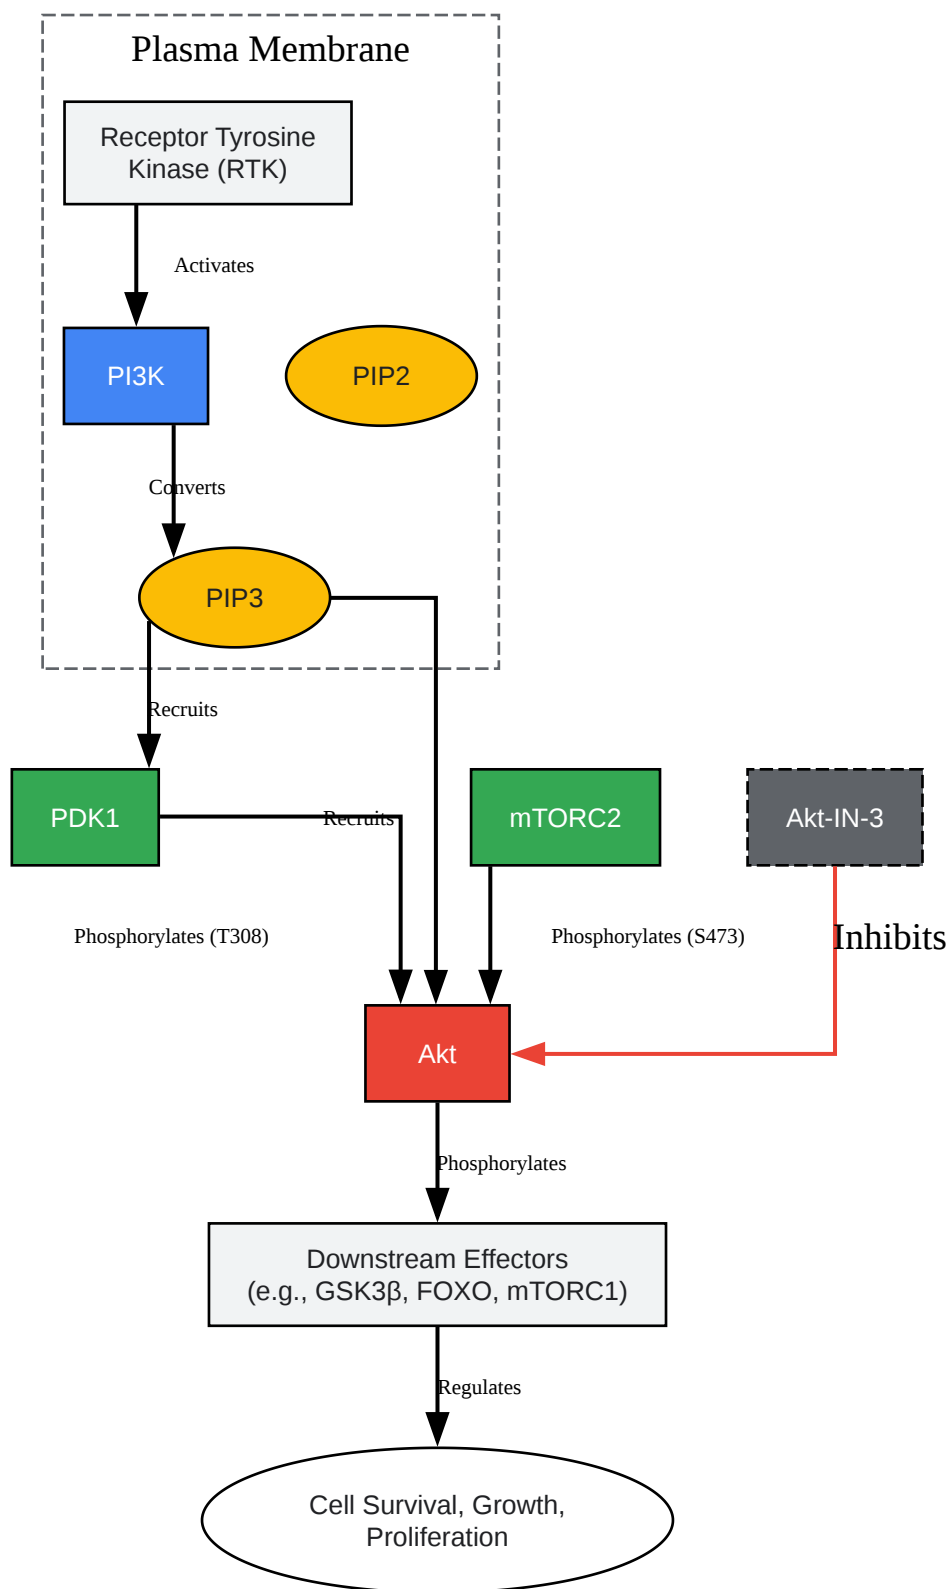 Plasma Membrane
Receptor Tyrosine
Kinase (RTK)
Activates
PI3K
PIP2
Converts
PIP3
Recruits
PDK1
Recruits
mTORC2
Akt-IN-3
Phosphorylates (T308)
Phosphorylates (S473)
Inhibits
Akt
Phosphorylates
Downstream Effectors
(e.g., GSK3β, FOXO, mTORC1)
Regulates
Cell Survival, Growth,
Proliferation